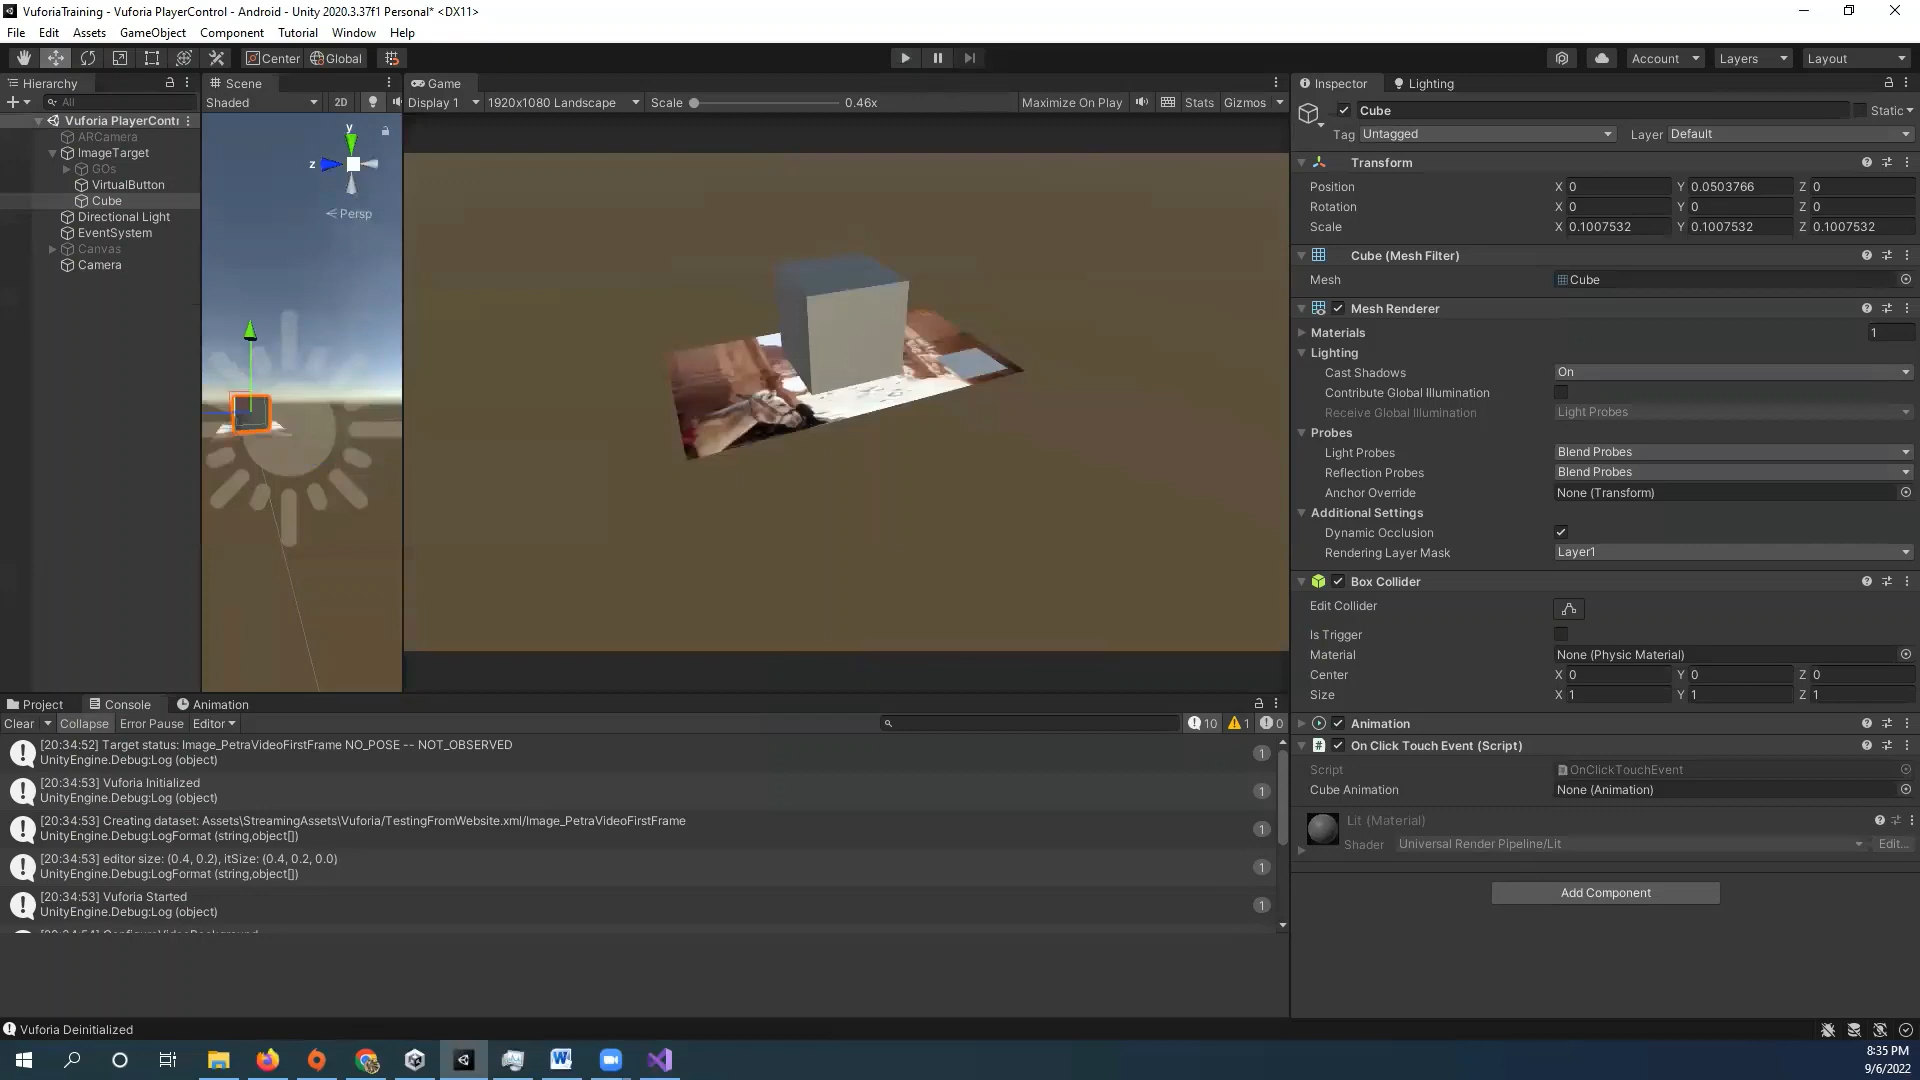 VuforiaTraining - Vuforia PlayerControl - Android - Unity 2020.3.37f1 Personal* <DX11>
File Edit Assets GameObject Component Tutorial Window Help
Center Global Account Layers Layout
Hierarchy Scene Game Inspector Lighting
All Shaded 2D Display 1 1920x1080 Landscape Scale 0.46x Maximize On Play Stats Gizmos
Cube Static
Tag Untagged Layer Default
Vuforia PlayerContr
ARCamera
ImageTarget
GOs
VirtualButton
Cube
Directional Light
EventSystem
Canvas
Camera
y
z
Persp
Transform
Position X 0 Y 0.0503766 Z 0
Rotation X 0 Y 0 Z 0
Scale X 0.1007532 Y 0.1007532 Z 0.1007532
Cube (Mesh Filter)
Mesh Cube
Mesh Renderer
Materials 1
Lighting
Cast Shadows On
Contribute Global Illumination
Receive Global Illumination Light Probes
Probes
Light Probes Blend Probes
Reflection Probes Blend Probes
Anchor Override None (Transform)
Additional Settings
Dynamic Occlusion
Rendering Layer Mask Layer1
Box Collider
Edit Collider
Is Trigger
Material None (Physic Material)
Center X 0 Y 0 Z 0
Size X 1 Y 1 Z 1
Animation
On Click Touch Event (Script)
Script OnClickTouchEvent
Cube Animation None (Animation)
Lit (Material)
Shader Universal Render Pipeline/Lit Edit...
Add Component
Project Console Animation
Clear Collapse Error Pause Editor 10 1 0
[20:34:52] Target status: Image_PetraVideoFirstFrame NO_POSE -- NOT_OBSERVED
UnityEngine.Debug:Log (object) 1
[20:34:53] Vuforia Initialized
UnityEngine.Debug:Log (object) 1
[20:34:53] Creating dataset: Assets\StreamingAssets\Vuforia/TestingFromWebsite.xml/Image_PetraVideoFirstFrame
UnityEngine.Debug:LogFormat (string,object[]) 1
[20:34:53] editor size: (0.4, 0.2), itSize: (0.4, 0.2, 0.0)
UnityEngine.Debug:LogFormat (string,object[]) 1
[20:34:53] Vuforia Started
UnityEngine.Debug:Log (object) 1
Vuforia Deinitialized
8:35 PM
9/6/2022